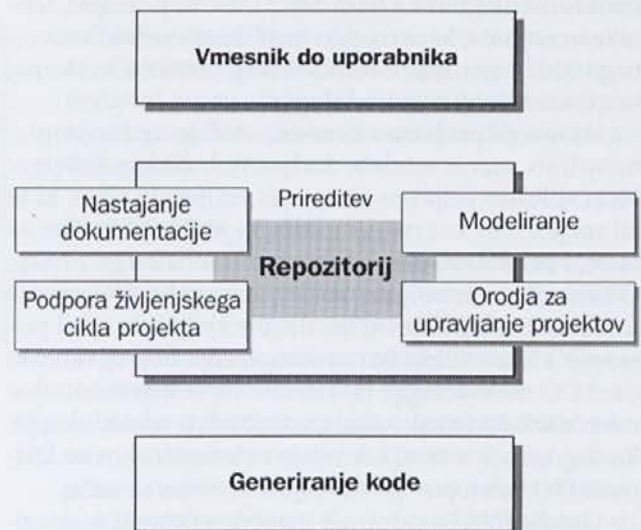 Vmesnik do uporabnika
Nastajanje
dokumentacije
Prireditev
Modeliranje
Repozitorij
Podpora življenjskega
cikla projekta
Orodja za
upravljanje projektov
Generiranje kode